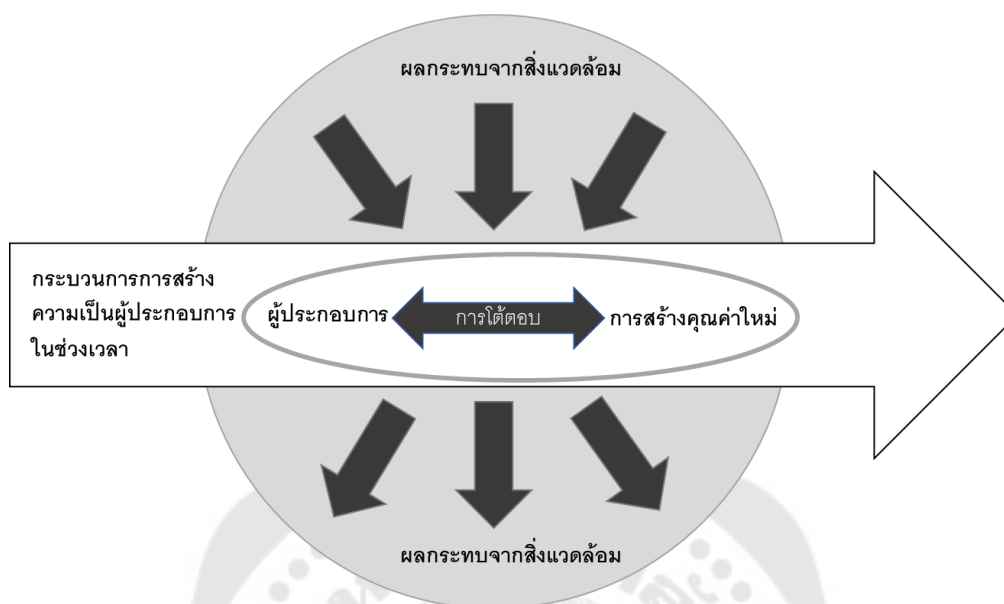 ผลกระทบจากสิ่งแวดล้อม
กระบวนการการสร้าง
ความเป็นผู้ประกอบการ
ในช่วงเวลา
ผู้ประกอบการ
การโต้ตอบ
การสร้างคุณค่าใหม่
ผลกระทบจากสิ่งแวดล้อม